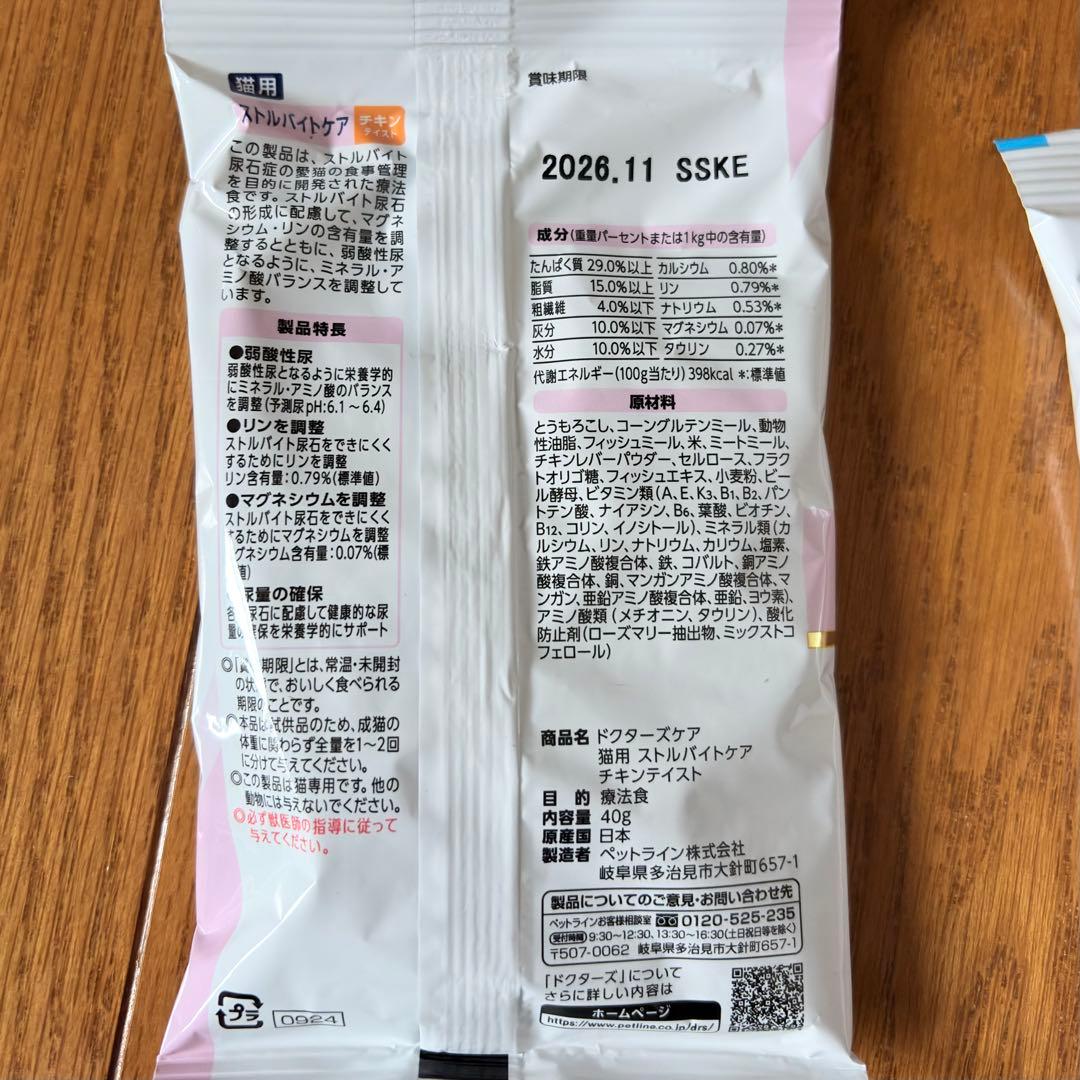 猫用
ストルバイトケア
チキン
テイスト
この製品は、ストルバイト
尿石症の愛猫の食事管理
を目的に開発された療法
食です。ストルバイト尿石
の形成に配慮して、マグネ
シウム・リンの含有量を調
整するとともに、弱酸性尿
となるように、ミネラル・ア
ミノ酸バランスを調整して
います。
製品特長
●弱酸性尿
弱酸性尿となるように栄養学的
にミネラル・アミノ酸のバランス
を調整(予測尿pH:6.1～6.4)
●リンを調整
ストルバイト尿石をできにくく
するためにリンを調整
リン含有量:0.79%(標準値)
●マグネシウムを調整
ストルバイト尿石をできにくく
するためにマグネシウムを調整
グネシウム含有量:0.07%(標
値)
尿量の確保
各 尿石に配慮して健康的な尿
量の確保を栄養学的にサポート
◎「賞味期限」とは、常温・未開封
の状態で、おいしく食べられる
期限のことです。
◎本品は試供品のため、成猫の
体重に関わらず全量を1～2回
に分けて与えてください。
◎この製品は猫専用です。他の
動物には与えないでください。
◎必ず獣医師の指導に従って
与えてください。
プラ
0924
賞味期限
2026.11 SSKE
成分(重量パーセントまたは1kg中の含有量)
たんぱく質 29.0%以上 カルシウム 0.80%*
脂質 15.0%以上 リン 0.79%*
粗繊維 4.0%以下 ナトリウム 0.53%*
灰分 10.0%以下 マグネシウム 0.07%*
水分 10.0%以下 タウリン 0.27%*
代謝エネルギー(100g当たり)398kcal *:標準値
原材料
とうもろこし、コーングルテンミール、動物
性油脂、フィッシュミール、米、ミートミール、
チキンレバーパウダー、セルロース、フラク
トオリゴ糖、フィッシュエキス、小麦粉、ビー
ル酵母、ビタミン類(A、E、K3、B1、B2、パン
トテン酸、ナイアシン、B6、葉酸、ビオチン、
B12、コリン、イノシトール)、ミネラル類(カ
ルシウム、リン、ナトリウム、カリウム、塩素、
鉄アミノ酸複合体、鉄、コバルト、銅アミノ
酸複合体、銅、マンガンアミノ酸複合体、マ
ンガン、亜鉛アミノ酸複合体、亜鉛、ヨウ素)、
アミノ酸類(メチオニン、タウリン)、酸化
防止剤(ローズマリー抽出物、ミックストコ
フェロール)
商品名 ドクターズケア
猫用 ストルバイトケア
チキンテイスト
目的 療法食
内容量 40g
原産国 日本
製造者 ペットライン株式会社
岐阜県多治見市大針町657-1
製品についてのご意見・お問い合わせ先
ペットラインお客様相談室 0120-525-235
受付時間 9:30～12:30、13:30～16:30(土日祝日等を除く)
〒507-0062 岐阜県多治見市大針町657-1
「ドクターズ」について
さらに詳しい内容は
ホームページ
https://www.petline.co.jp/drs/